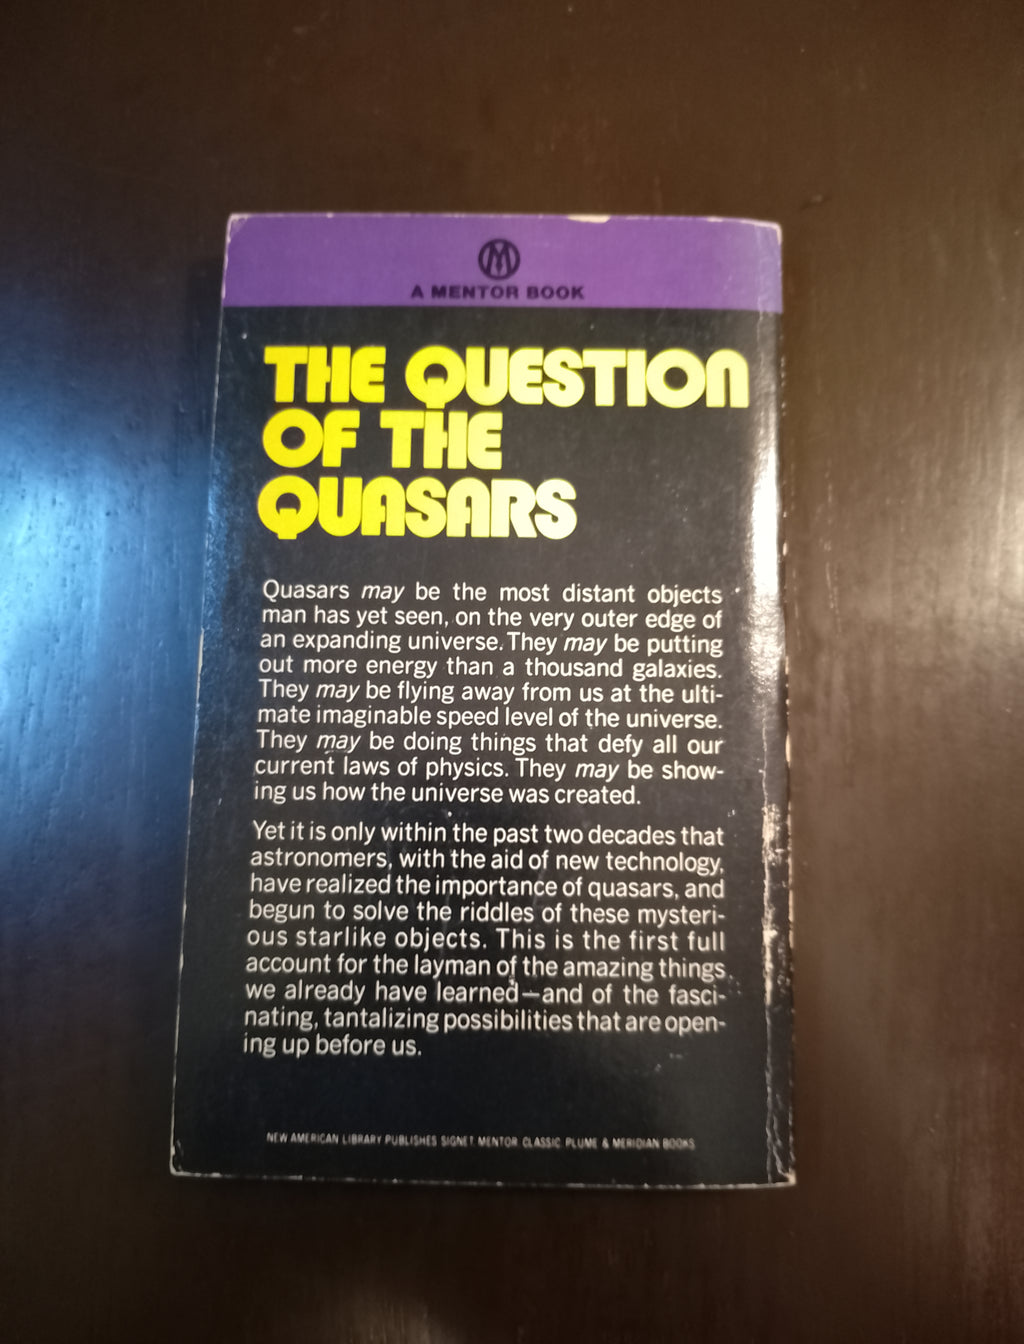 M
A MENTOR BOOK
THE QUESTION
OF THE
QUASARS
Quasars may be the most distant objects
man has yet seen, on the very outer edge of
an expanding universe. They may be putting
out more energy than a thousand galaxies.
They may be flying away from us at the ulti-
mate imaginable speed level of the universe.
They may be doing things that defy all our
current laws of physics. They may be show-
ing us how the universe was created.
Yet it is only within the past two decades that
astronomers, with the aid of new technology,
have realized the importance of quasars, and
begun to solve the riddles of these mysteri-
ous starlike objects. This is the first full
account for the layman of the amazing things
we already have learned—and of the fasci-
nating, tantalizing possibilities that are open-
ing up before us.
NEW AMERICAN LIBRARY PUBLISHES SIGNET, MENTOR, CLASSIC, PLUME & MERIDIAN BOOKS